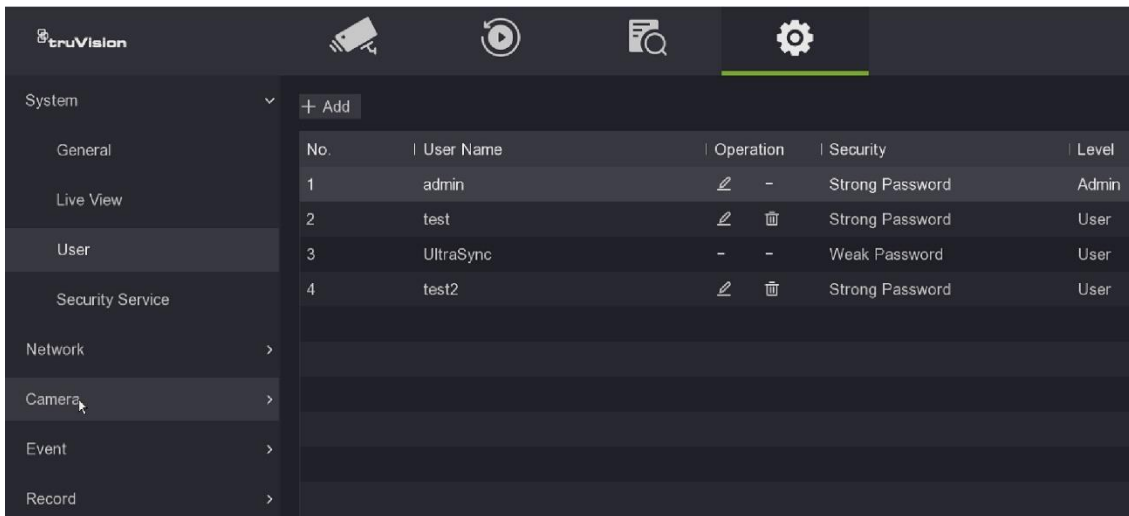 truVision
System
+ Add
General
No. User Name Operation Security Level
1 admin - Strong Password Admin
Live View
2 test Strong Password User
User
3 UltraSync - - Weak Password User
Security Service
4 test2 Strong Password User
Network
Camera
Event
Record